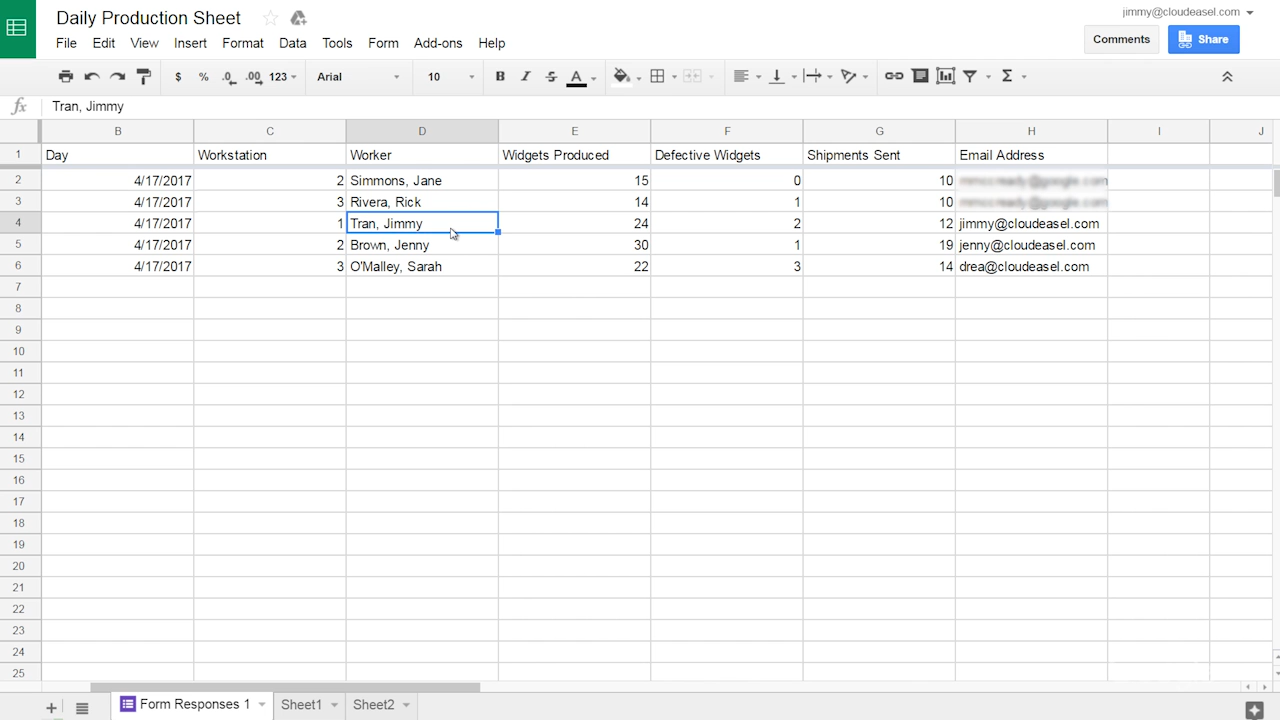 Daily Production Sheet
jimmy@cloudeasel.com
File Edit View Insert Format Data Tools Form Add-ons Help
Comments Share
$ % .0 .00 123 Arial 10 B I S A Σ
fx Tran, Jimmy
B C D E F G H I J
1 Day Workstation Worker Widgets Produced Defective Widgets Shipments Sent Email Address
2 4/17/2017 2 Simmons, Jane 15 0 10
3 4/17/2017 3 Rivera, Rick 14 1 10
4 4/17/2017 1 Tran, Jimmy 24 2 12 jimmy@cloudeasel.com
5 4/17/2017 2 Brown, Jenny 30 1 19 jenny@cloudeasel.com
6 4/17/2017 3 O'Malley, Sarah 22 3 14 drea@cloudeasel.com
7
8
9
10
11
12
13
14
15
16
17
18
19
20
21
22
23
24
25
+ Form Responses 1 Sheet1 Sheet2